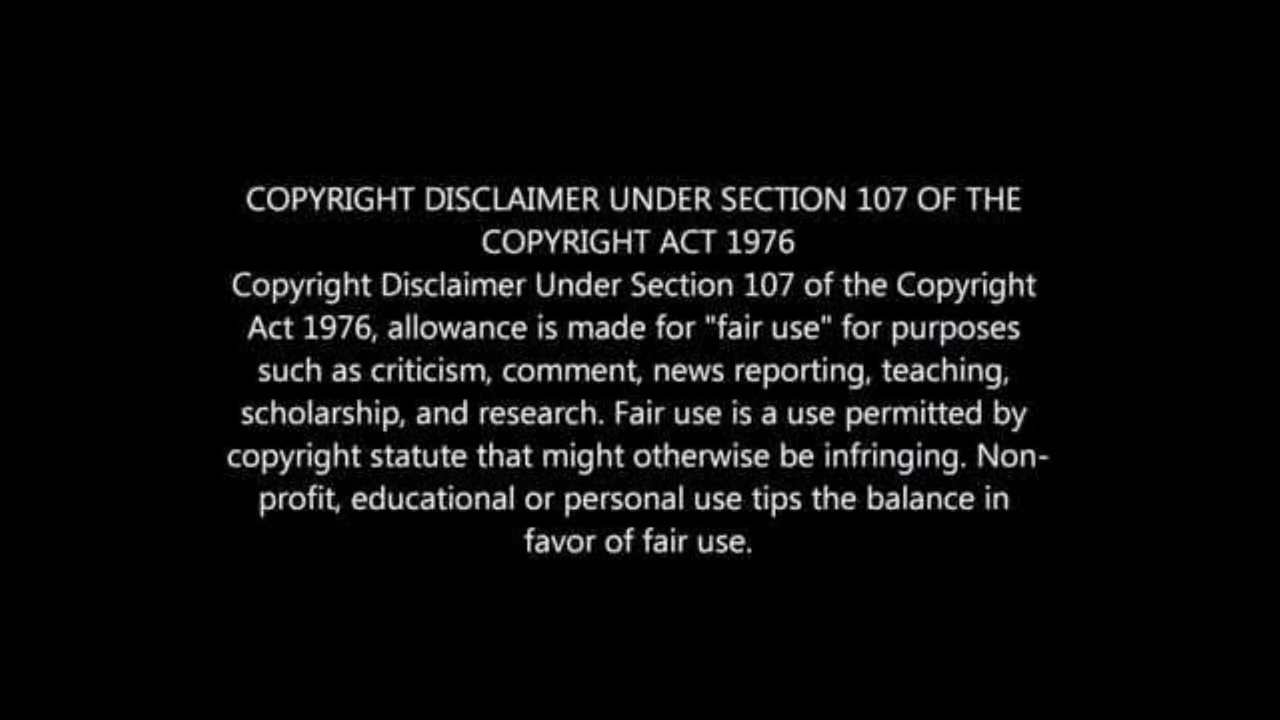 COPYRIGHT DISCLAIMER UNDER SECTION 107 OF THE
COPYRIGHT ACT 1976
Copyright Disclaimer Under Section 107 of the Copyright
Act 1976, allowance is made for "fair use" for purposes
such as criticism, comment, news reporting, teaching,
scholarship, and research. Fair use is a use permitted by
copyright statute that might otherwise be infringing. Non-
profit, educational or personal use tips the balance in
favor of fair use.